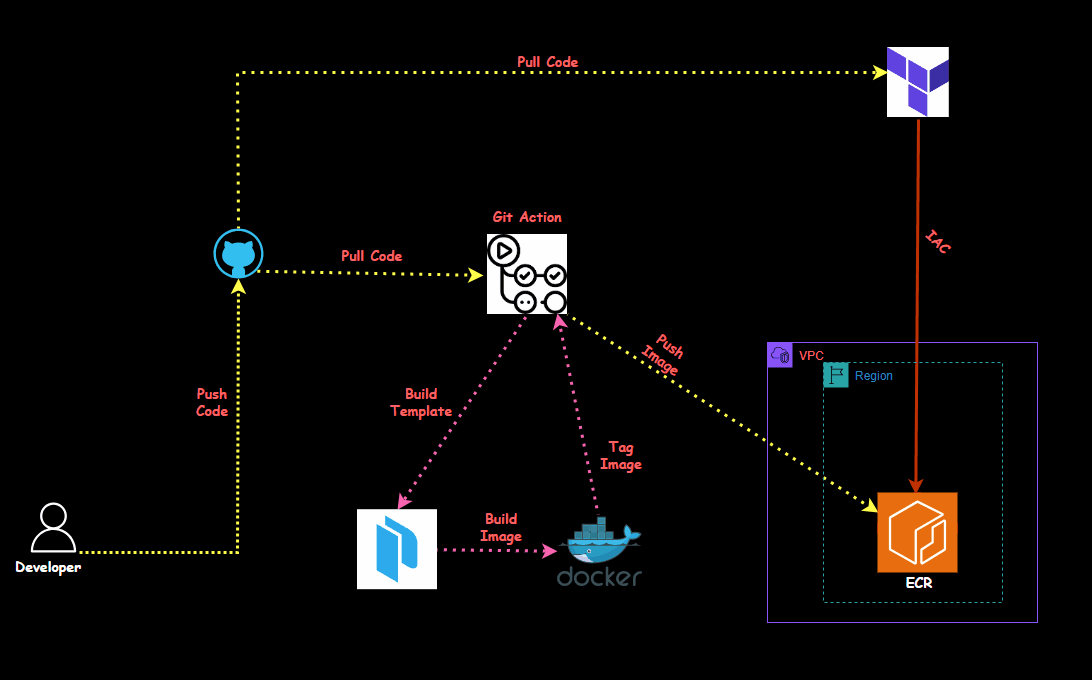 Pull Code
Git Action
Pull Code
IAC
Push
Image
VPC
Region
Push
Code
Build
Template
Tag
Image
Build
Image
Developer
docker
ECR